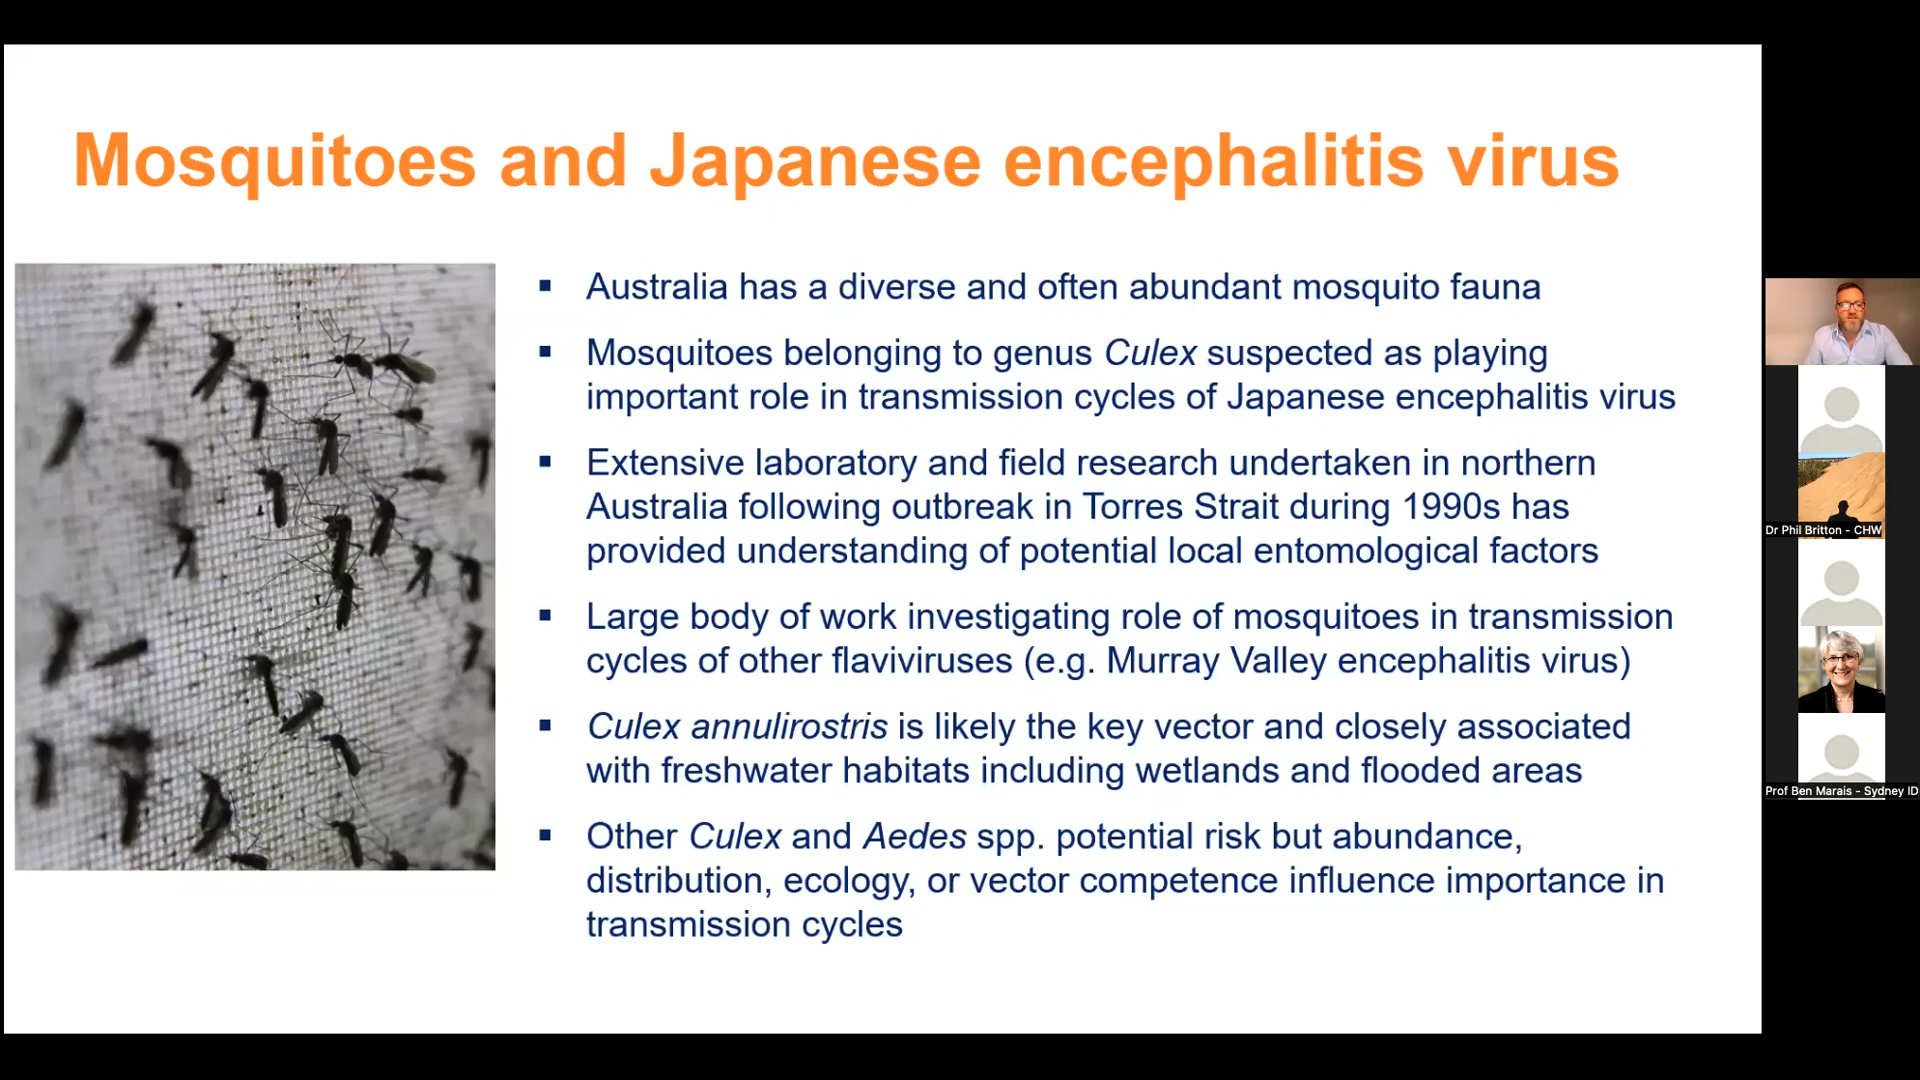 Mosquitoes and Japanese encephalitis virus
▪ Australia has a diverse and often abundant mosquito fauna
▪ Mosquitoes belonging to genus Culex suspected as playing
important role in transmission cycles of Japanese encephalitis virus
▪ Extensive laboratory and field research undertaken in northern
Australia following outbreak in Torres Strait during 1990s has
provided understanding of potential local entomological factors
▪ Large body of work investigating role of mosquitoes in transmission
cycles of other flaviviruses (e.g. Murray Valley encephalitis virus)
▪ Culex annulirostris is likely the key vector and closely associated
with freshwater habitats including wetlands and flooded areas
▪ Other Culex and Aedes spp. potential risk but abundance,
distribution, ecology, or vector competence influence importance in
transmission cycles
Dr Phil Britton - CHW
Prof Ben Marais - Sydney ID